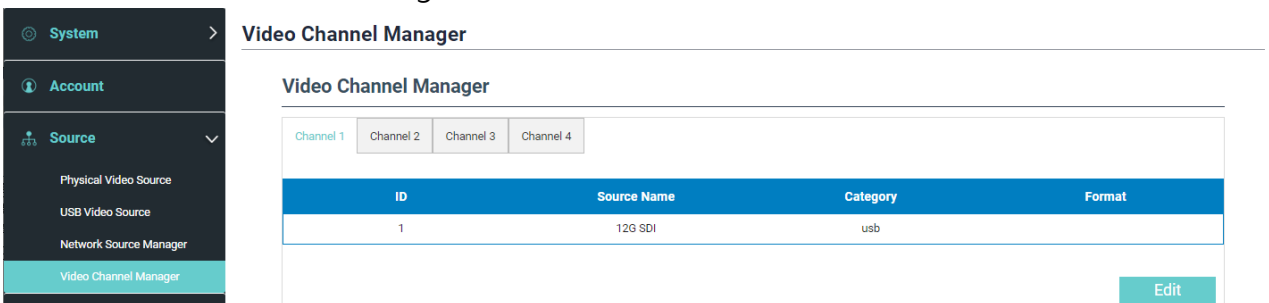 System
Account
Source
Physical Video Source
USB Video Source
Network Source Manager
Video Channel Manager
Video Channel Manager
Video Channel Manager
Channel 1 Channel 2 Channel 3 Channel 4
ID Source Name Category Format
1 12G SDI usb
Edit